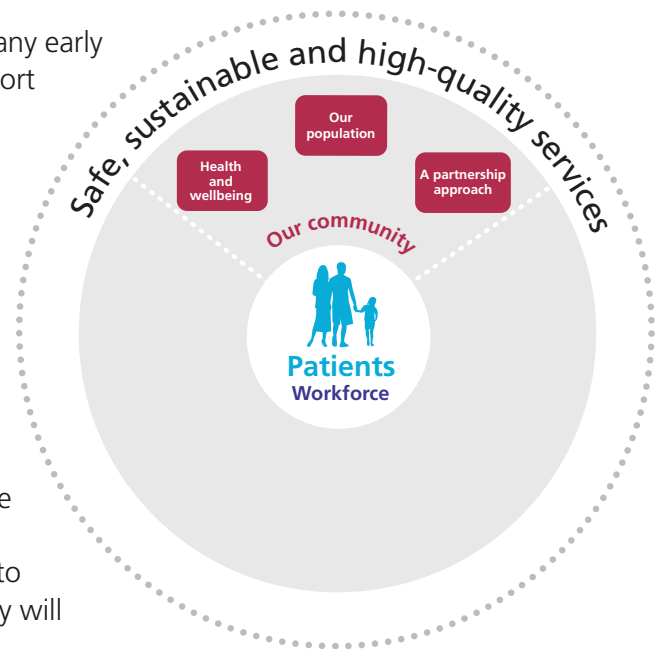 any early
ort
Safe, sustainable and high-quality services
Our
population
Health
and
wellbeing
A partnership
approach
Our community
Patients
Workforce
e
to
y will